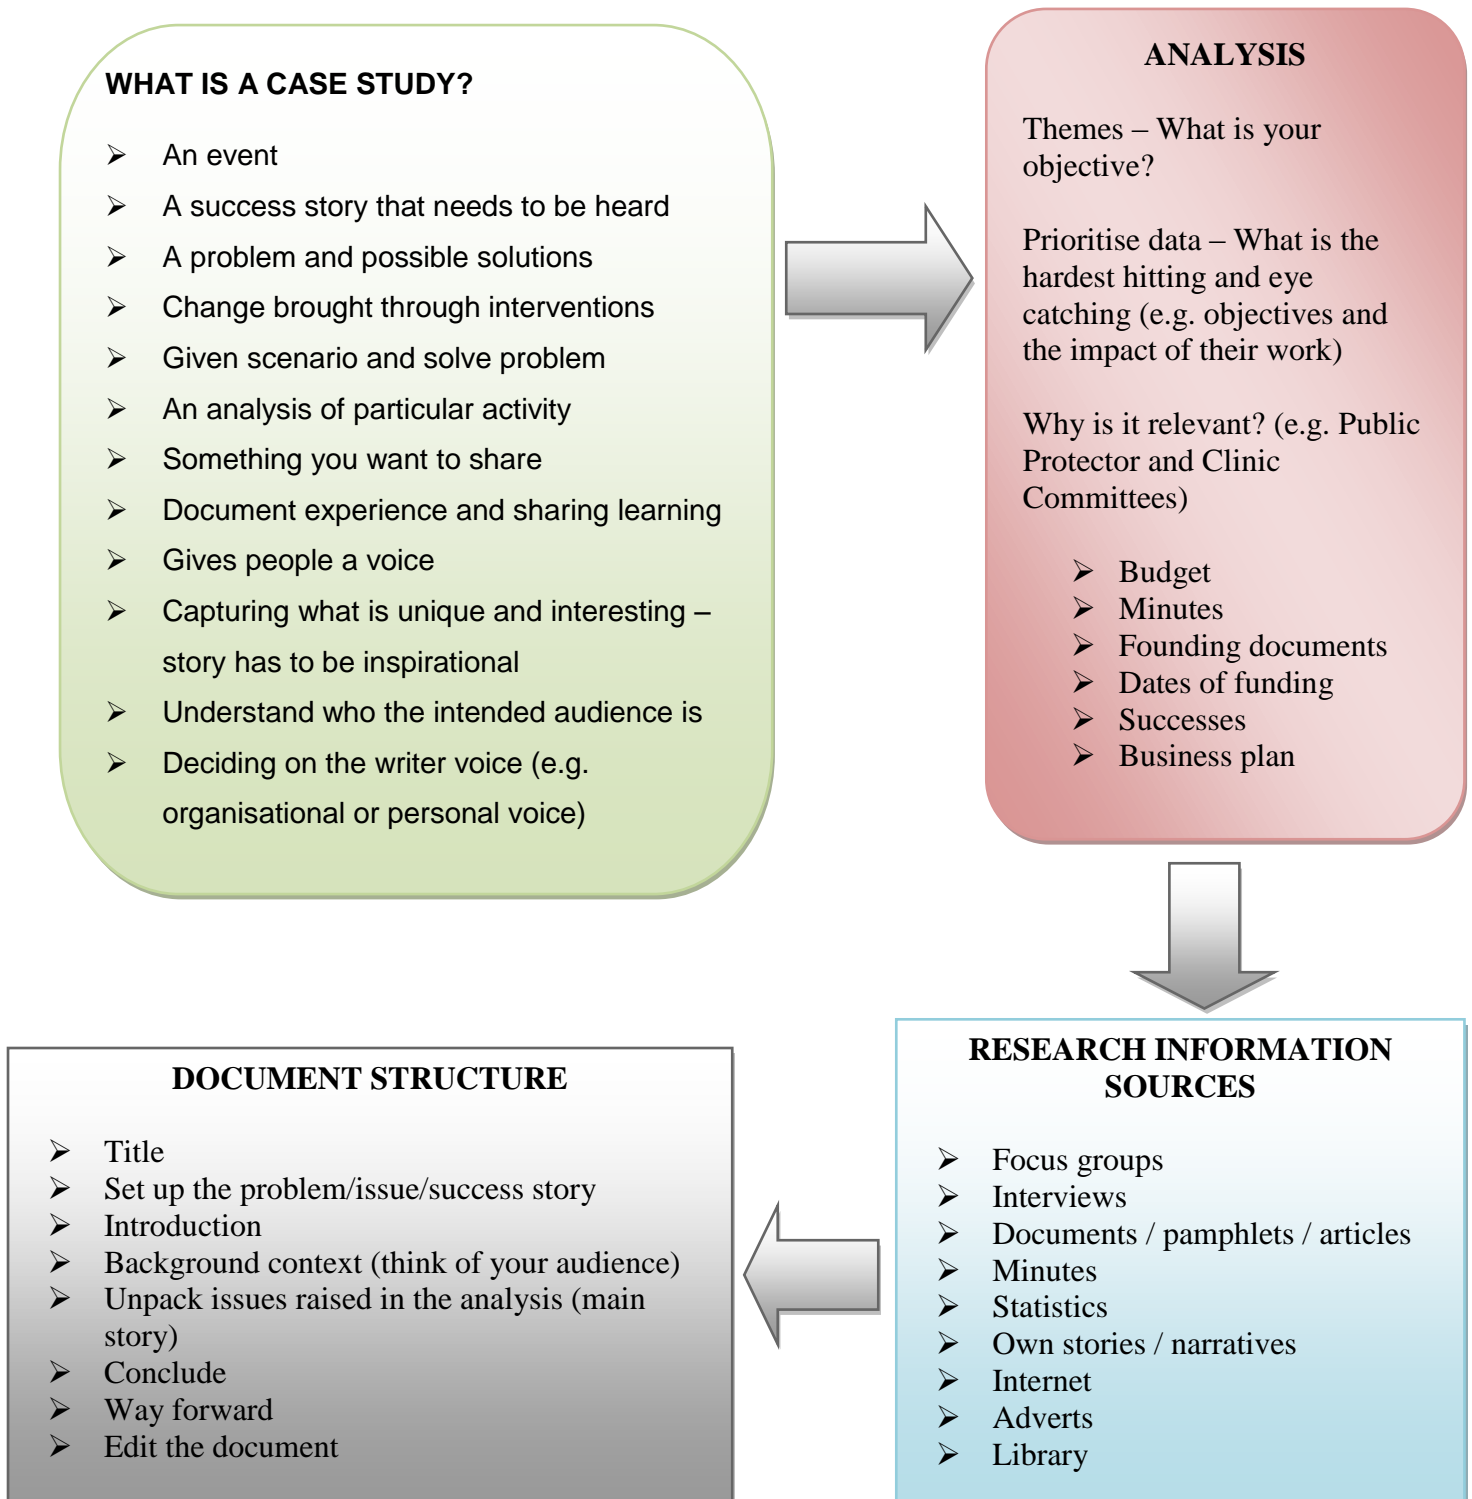 WHAT IS A CASE STUDY?
➢ An event
➢ A success story that needs to be heard
➢ A problem and possible solutions
➢ Change brought through interventions
➢ Given scenario and solve problem
➢ An analysis of particular activity
➢ Something you want to share
➢ Document experience and sharing learning
➢ Gives people a voice
➢ Capturing what is unique and interesting –
story has to be inspirational
➢ Understand who the intended audience is
➢ Deciding on the writer voice (e.g.
organisational or personal voice)
ANALYSIS
Themes – What is your
objective?
Prioritise data – What is the
hardest hitting and eye
catching (e.g. objectives and
the impact of their work)
Why is it relevant? (e.g. Public
Protector and Clinic
Committees)
➢ Budget
➢ Minutes
➢ Founding documents
➢ Dates of funding
➢ Successes
➢ Business plan
RESEARCH INFORMATION
SOURCES
➢ Focus groups
➢ Interviews
➢ Documents / pamphlets / articles
➢ Minutes
➢ Statistics
➢ Own stories / narratives
➢ Internet
➢ Adverts
➢ Library
DOCUMENT STRUCTURE
➢ Title
➢ Set up the problem/issue/success story
➢ Introduction
➢ Background context (think of your audience)
➢ Unpack issues raised in the analysis (main
story)
➢ Conclude
➢ Way forward
➢ Edit the document